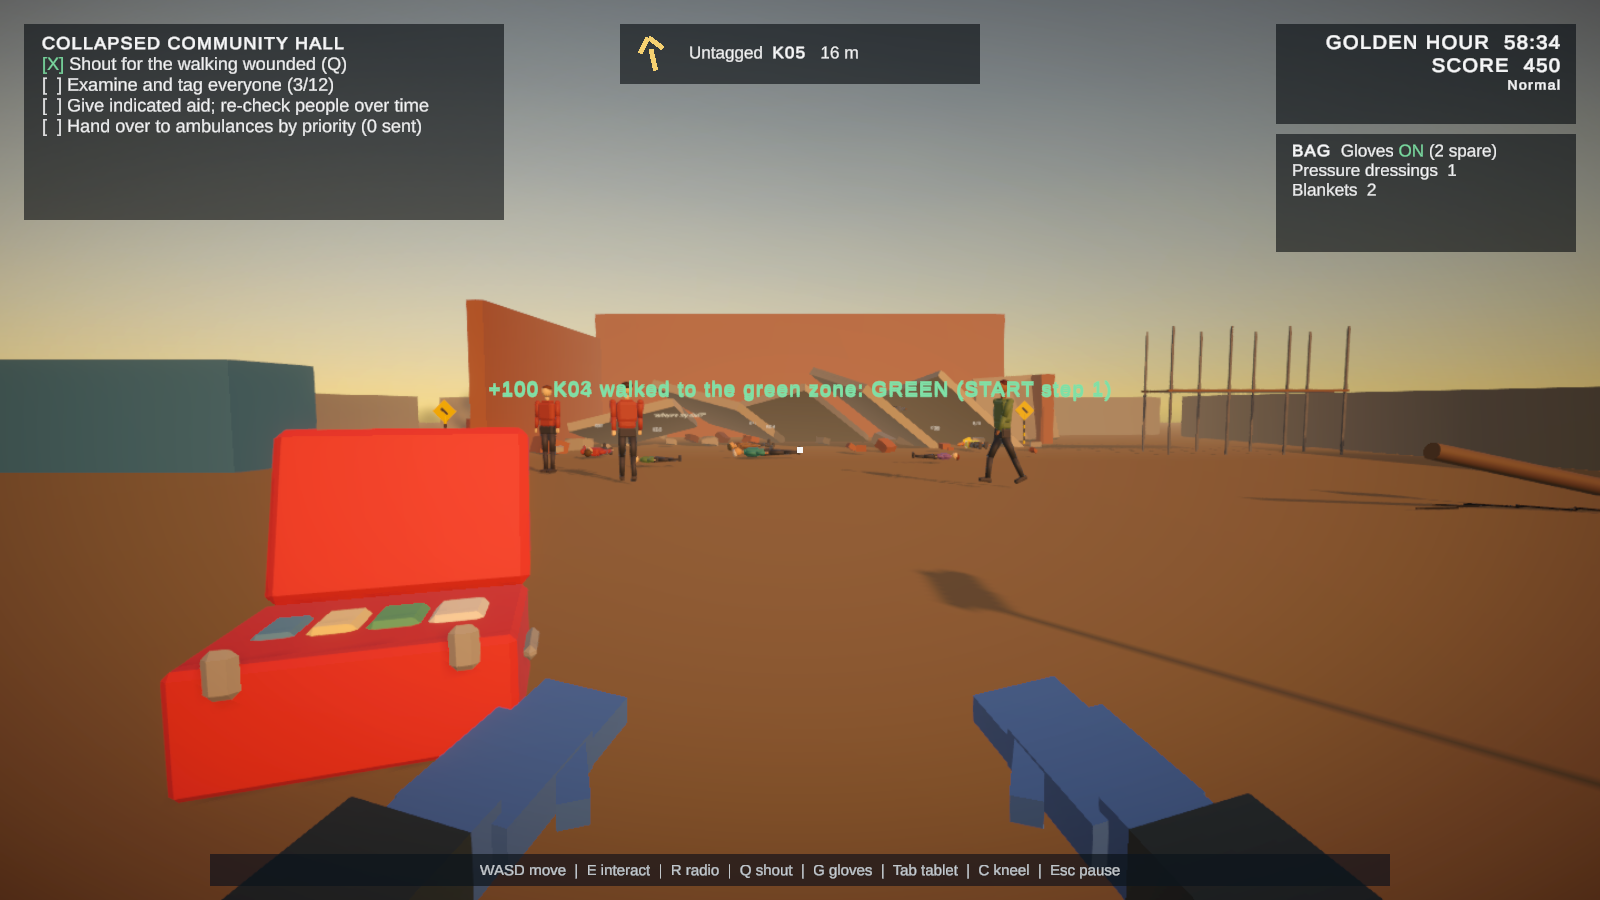 COLLAPSED COMMUNITY HALL
[X] Shout for the walking wounded (Q)
[ ] Examine and tag everyone (3/12)
[ ] Give indicated aid; re-check people over time
[ ] Hand over to ambulances by priority (0 sent)
Untagged K05 16 m
GOLDEN HOUR 58:34
SCORE 450
Normal
BAG Gloves ON (2 spare)
Pressure dressings 1
Blankets 2
+100 K03 walked to the green zone: GREEN (START step 1)
WASD move | E interact | R radio | Q shout | G gloves | Tab tablet | C kneel | Esc pause